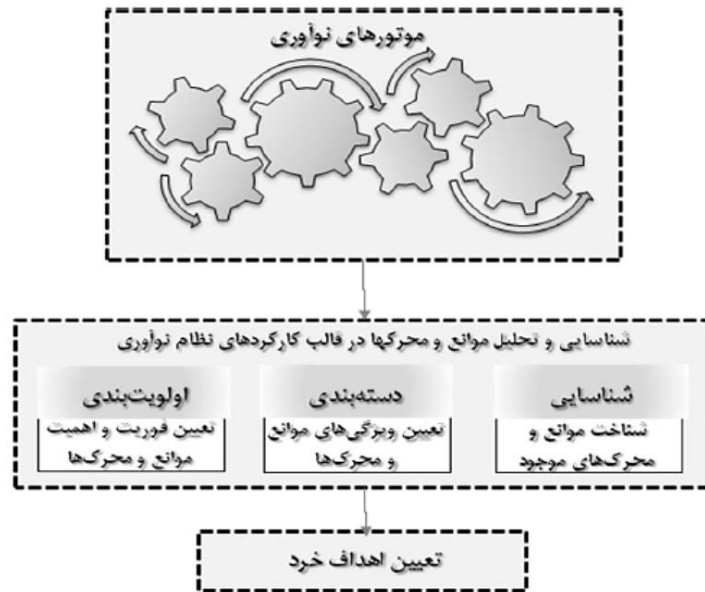 موتورهای نوآوری
شناسایی و تحلیل موانع و محرکها در قالب کارکردهای نظام نوآوری
شناسایی
شناخت موانع و
محرک‌های موجود
دسته‌بندی
تعیین ویژگی‌های موانع
و محرک‌ها
اولویت‌بندی
تعیین فوریت و اهمیت
موانع و محرک‌ها
تعیین اهداف خرد